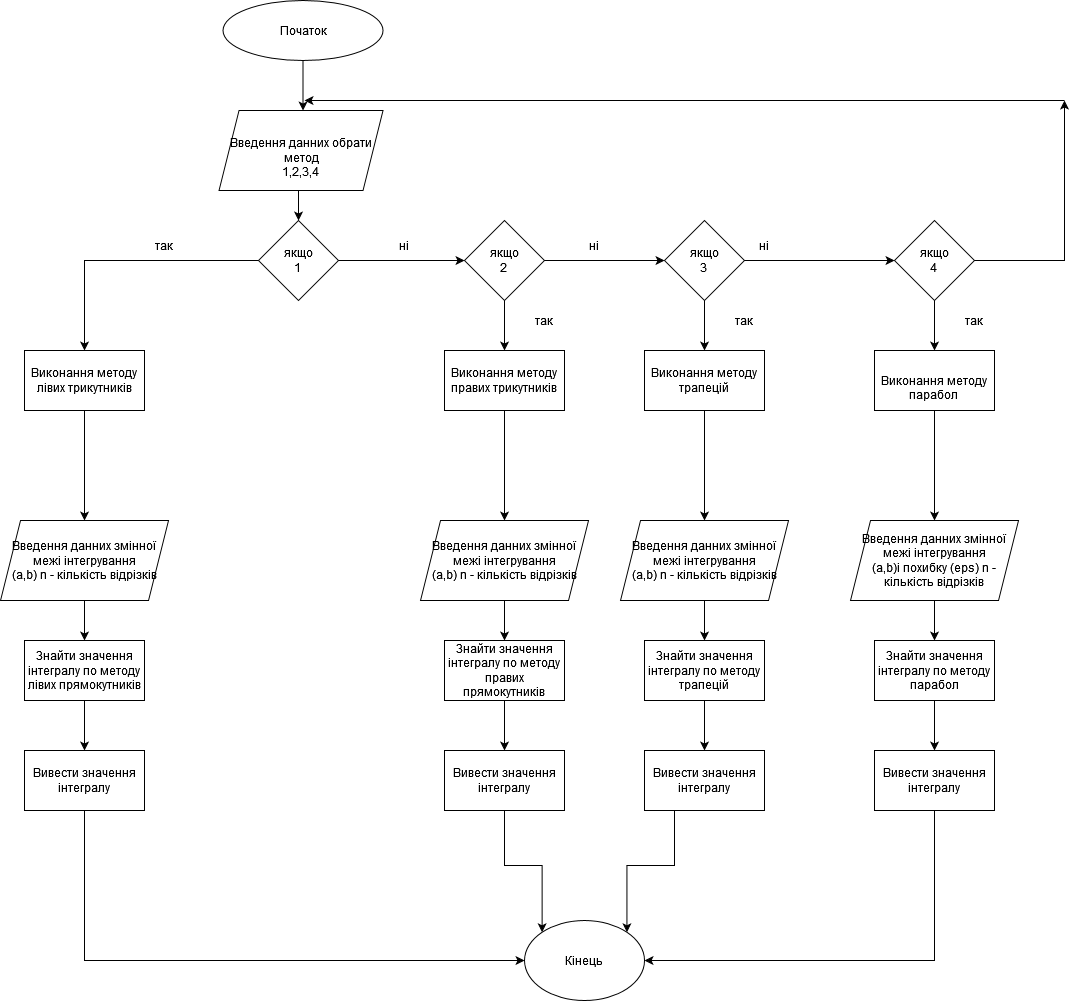 Початок
Введення данних обрати
метод
1,2,3,4
так
якщо
1
ні
якщо
2
ні
якщо
3
ні
якщо
4
так
так
так
Виконання методу
лівих трикутників
Виконання методу
правих трикутників
Виконання методу
трапецій
Виконання методу
парабол
Введення данних змінної
межі інтегрування
(a,b) n - кількість відрізків
Введення данних змінної
межі інтегрування
(a,b) n - кількість відрізків
Введення данних змінної
межі інтегрування
(a,b) n - кількість відрізків
Введення данних змінної
межі інтегрування
(a,b)і похибку (eps) n -
кількість відрізків
Знайти значення
інтегралу по методу
лівих прямокутників
Знайти значення
інтегралу по методу
правих
прямокутників
Знайти значення
інтегралу по методу
трапецій
Знайти значення
інтегралу по методу
парабол
Вивести значення
інтегралу
Вивести значення
інтегралу
Вивести значення
інтегралу
Вивести значення
інтегралу
Кінець